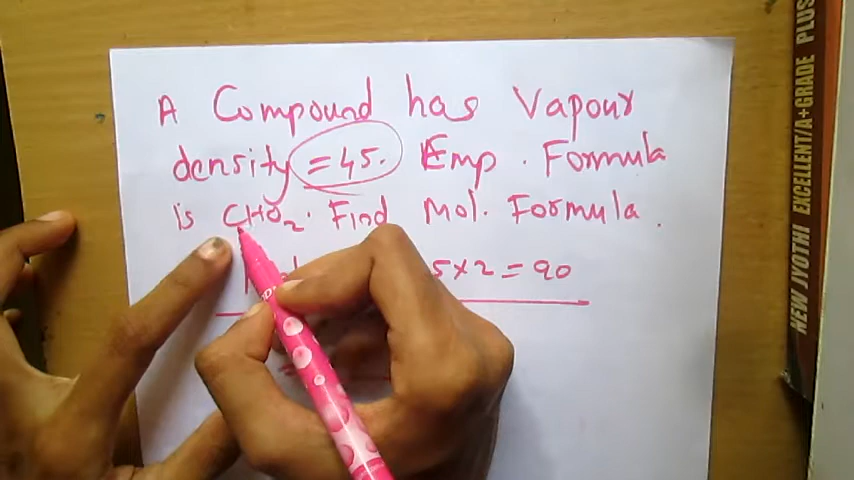 A Compound has Vapour
density = 45. Emp. Formula
is CHO2. Find Mol. Formula.
5×2=90
NEW JYOTHI EXCELLENT/A+GRADE PLUS